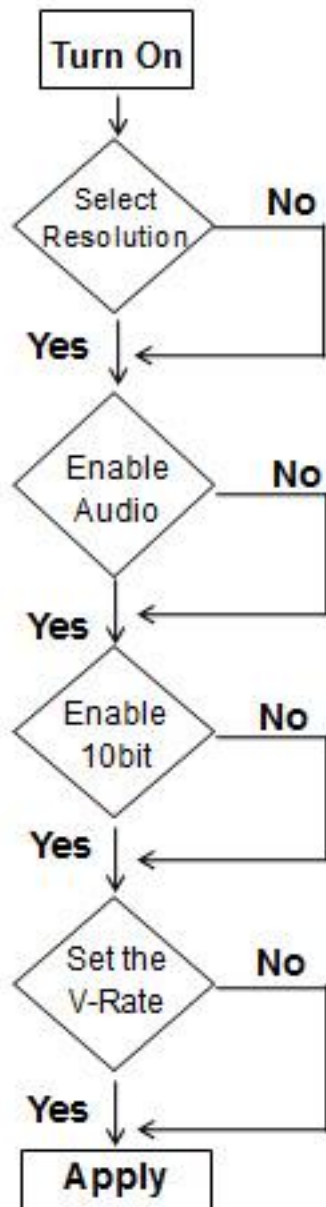 Turn On
Select
Resolution
No
Yes
Enable
Audio
No
Yes
Enable
10bit
No
Yes
Set the
V-Rate
No
Yes
Apply